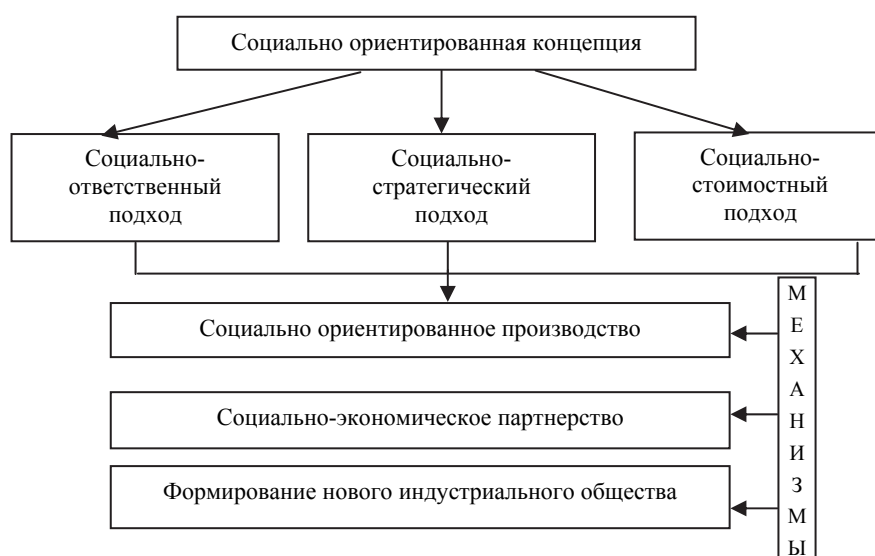 Социально ориентированная концепция
Социально-
ответственный
подход
Социально-
стратегический
подход
Социально-
стоимостный
подход
Социально ориентированное производство
Социально-экономическое партнерство
Формирование нового индустриального общества
М
Е
Х
А
Н
И
З
М
Ы